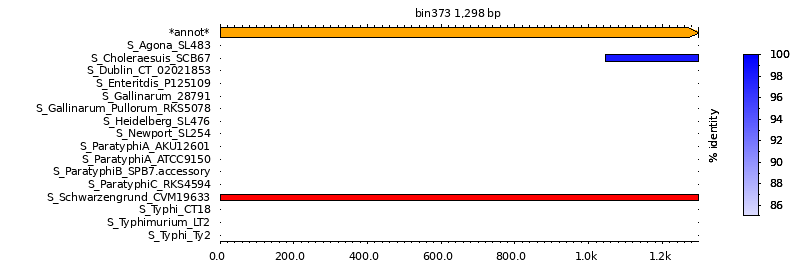 bin373 1,298 bp
*annot*
S_Agona_SL483
S_Choleraesuis_SCB67
S_Dublin_CT_02021853
S_Enteritdis_P125109
S_Gallinarum_28791
S_Gallinarum_Pullorum_RKS5078
S_Heidelberg_SL476
S_Newport_SL254
S_ParatyphiA_AKU12601
S_ParatyphiA_ATCC9150
S_ParatyphiB_SPB7.accessory
S_ParatyphiC_RKS4594
S_Schwarzengrund_CVM19633
S_Typhi_CT18
S_Typhimurium_LT2
S_Typhi_Ty2
0.0 200.0 400.0 600.0 800.0 1.0k 1.2k
% identity
100
98
96
94
92
90
88
86